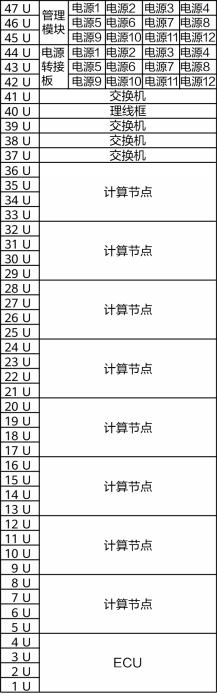 47 U 管理模块 电源1 电源2 电源3 电源4
46 U 电源5 电源6 电源7 电源8
45 U 电源9 电源10 电源11 电源12
44 U 电源转接板 电源1 电源2 电源3 电源4
43 U 电源5 电源6 电源7 电源8
42 U 电源9 电源10 电源11 电源12
41 U 交换机
40 U 理线框
39 U 交换机
38 U 交换机
37 U 交换机
36 U
35 U 计算节点
34 U
33 U
32 U
31 U 计算节点
30 U
29 U
28 U
27 U 计算节点
26 U
25 U
24 U
23 U 计算节点
22 U
21 U
20 U
19 U 计算节点
18 U
17 U
16 U
15 U 计算节点
14 U
13 U
12 U
11 U 计算节点
10 U
9 U
8 U
7 U 计算节点
6 U
5 U
4 U
3 U ECU
2 U
1 U